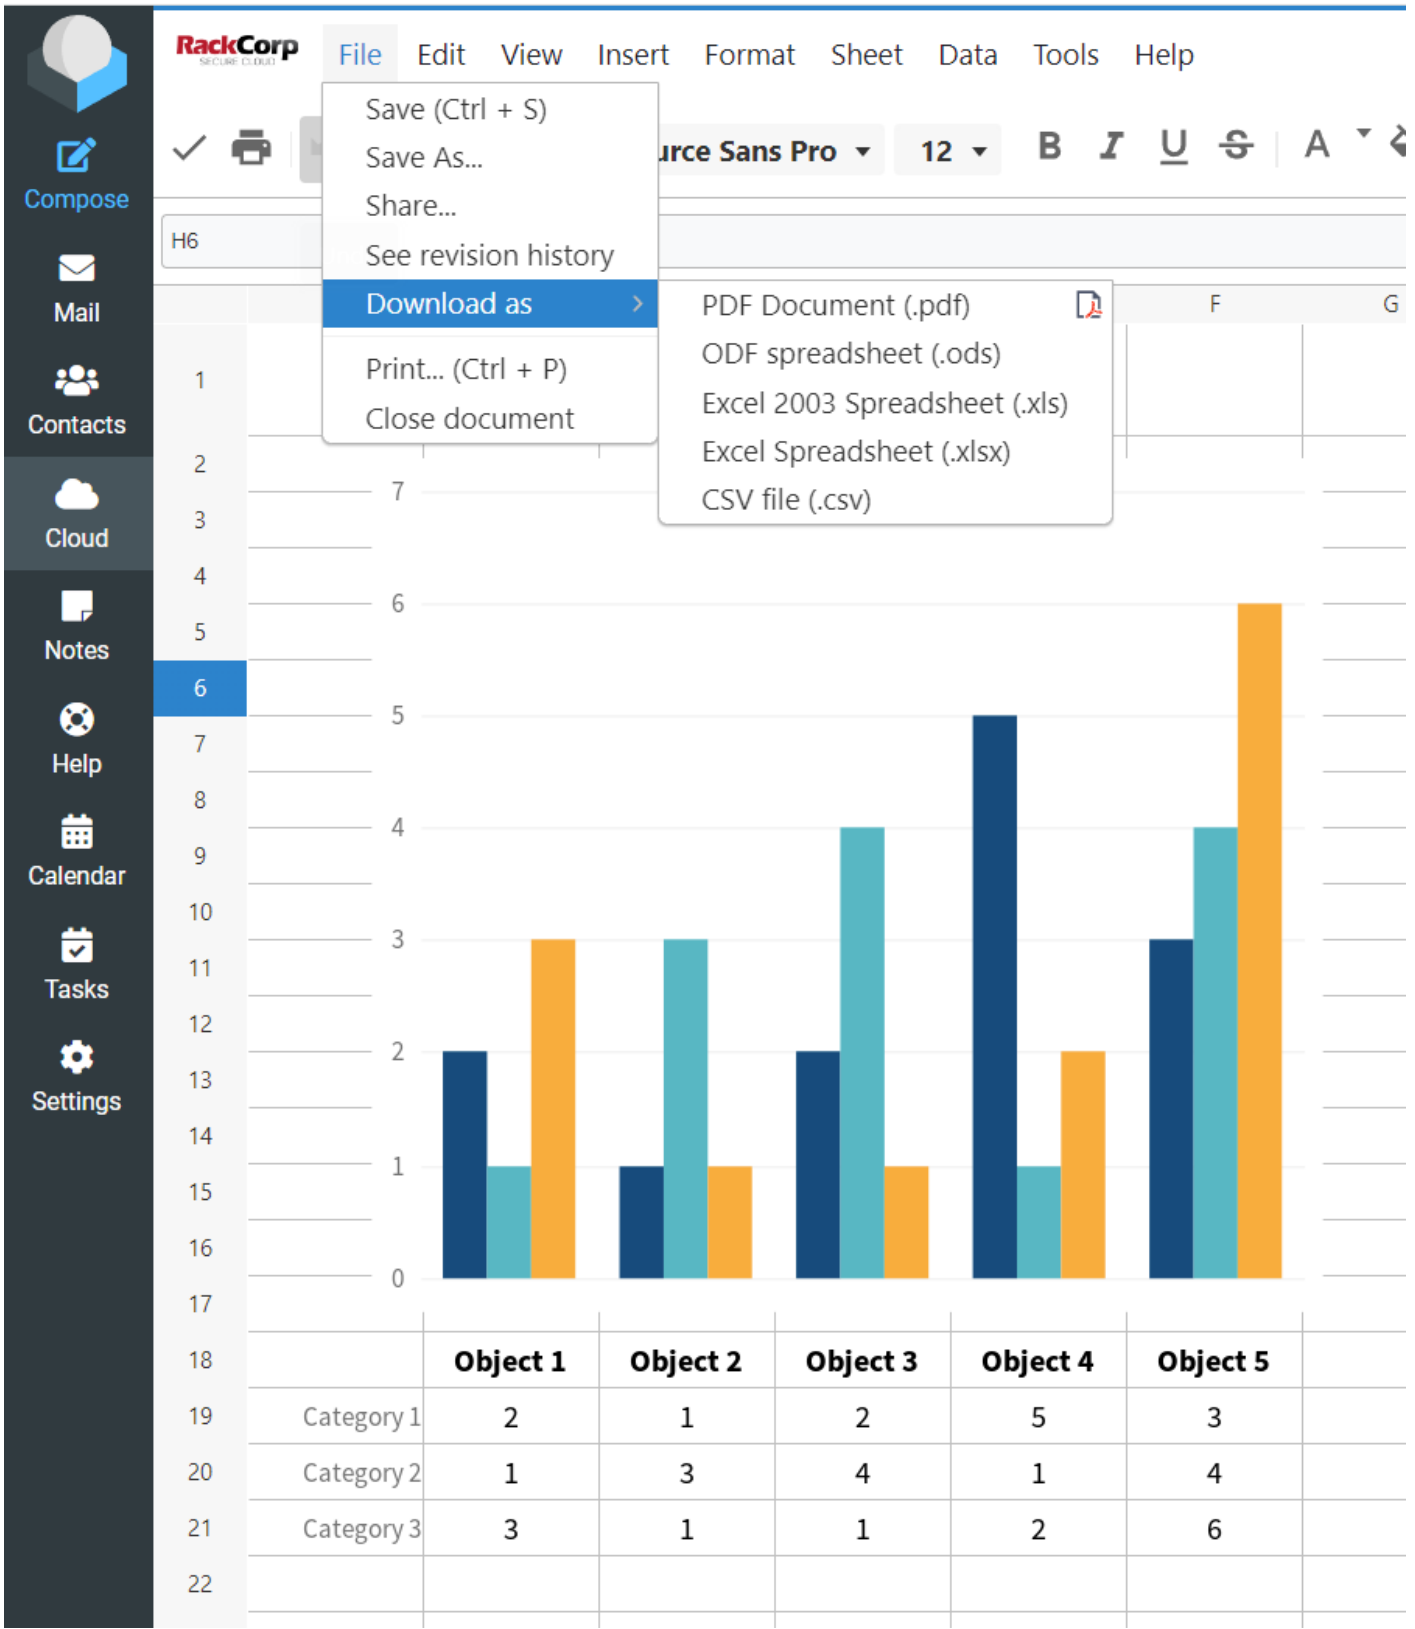 RackCorp
SECURE CLOUD
File Edit View Insert Format Sheet Data Tools Help
Save (Ctrl + S)
Save As...
Share...
See revision history
Download as
Print... (Ctrl + P)
Close document
PDF Document (.pdf)
ODF spreadsheet (.ods)
Excel 2003 Spreadsheet (.xls)
Excel Spreadsheet (.xlsx)
CSV file (.csv)
urce Sans Pro 12 B I U S A
H6
F G
Compose
Mail
Contacts
Cloud
Notes
Help
Calendar
Tasks
Settings
1
2
3
4
5
6
7
8
9
10
11
12
13
14
15
16
17
7
6
5
4
3
2
1
0
18 Object 1 Object 2 Object 3 Object 4 Object 5
19 Category 1 2 1 2 5 3
20 Category 2 1 3 4 1 4
21 Category 3 3 1 1 2 6
22